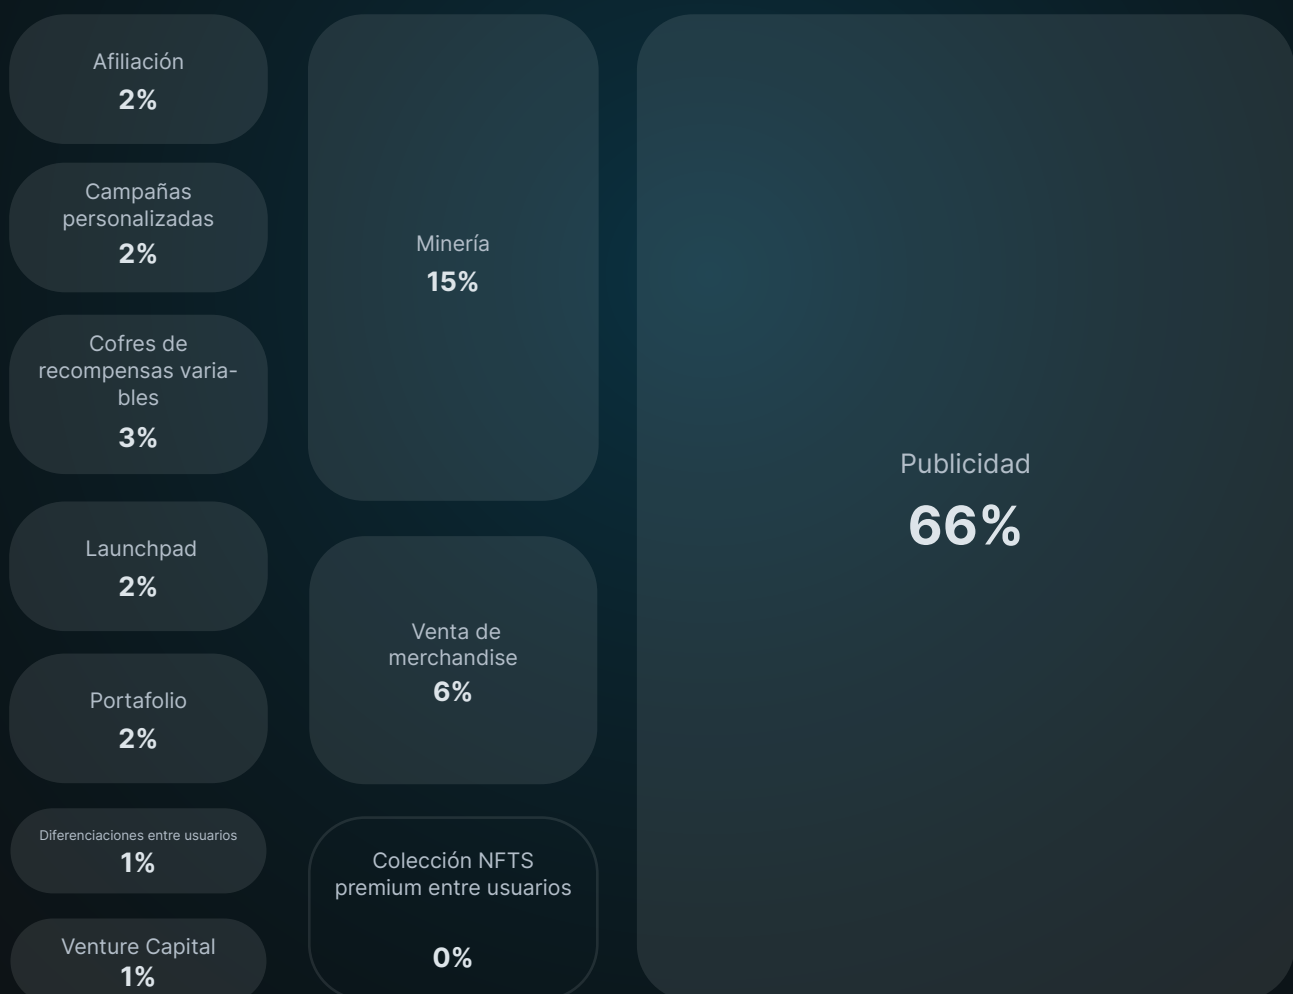 Afiliación
2%
Campañas
personalizadas
2%
Cofres de
recompensas varia-
bles
3%
Launchpad
2%
Portafolio
2%
Diferenciaciones entre usuarios
1%
Venture Capital
1%
Minería
15%
Venta de
merchandise
6%
Colección NFTS
premium entre usuarios
0%
Publicidad
66%